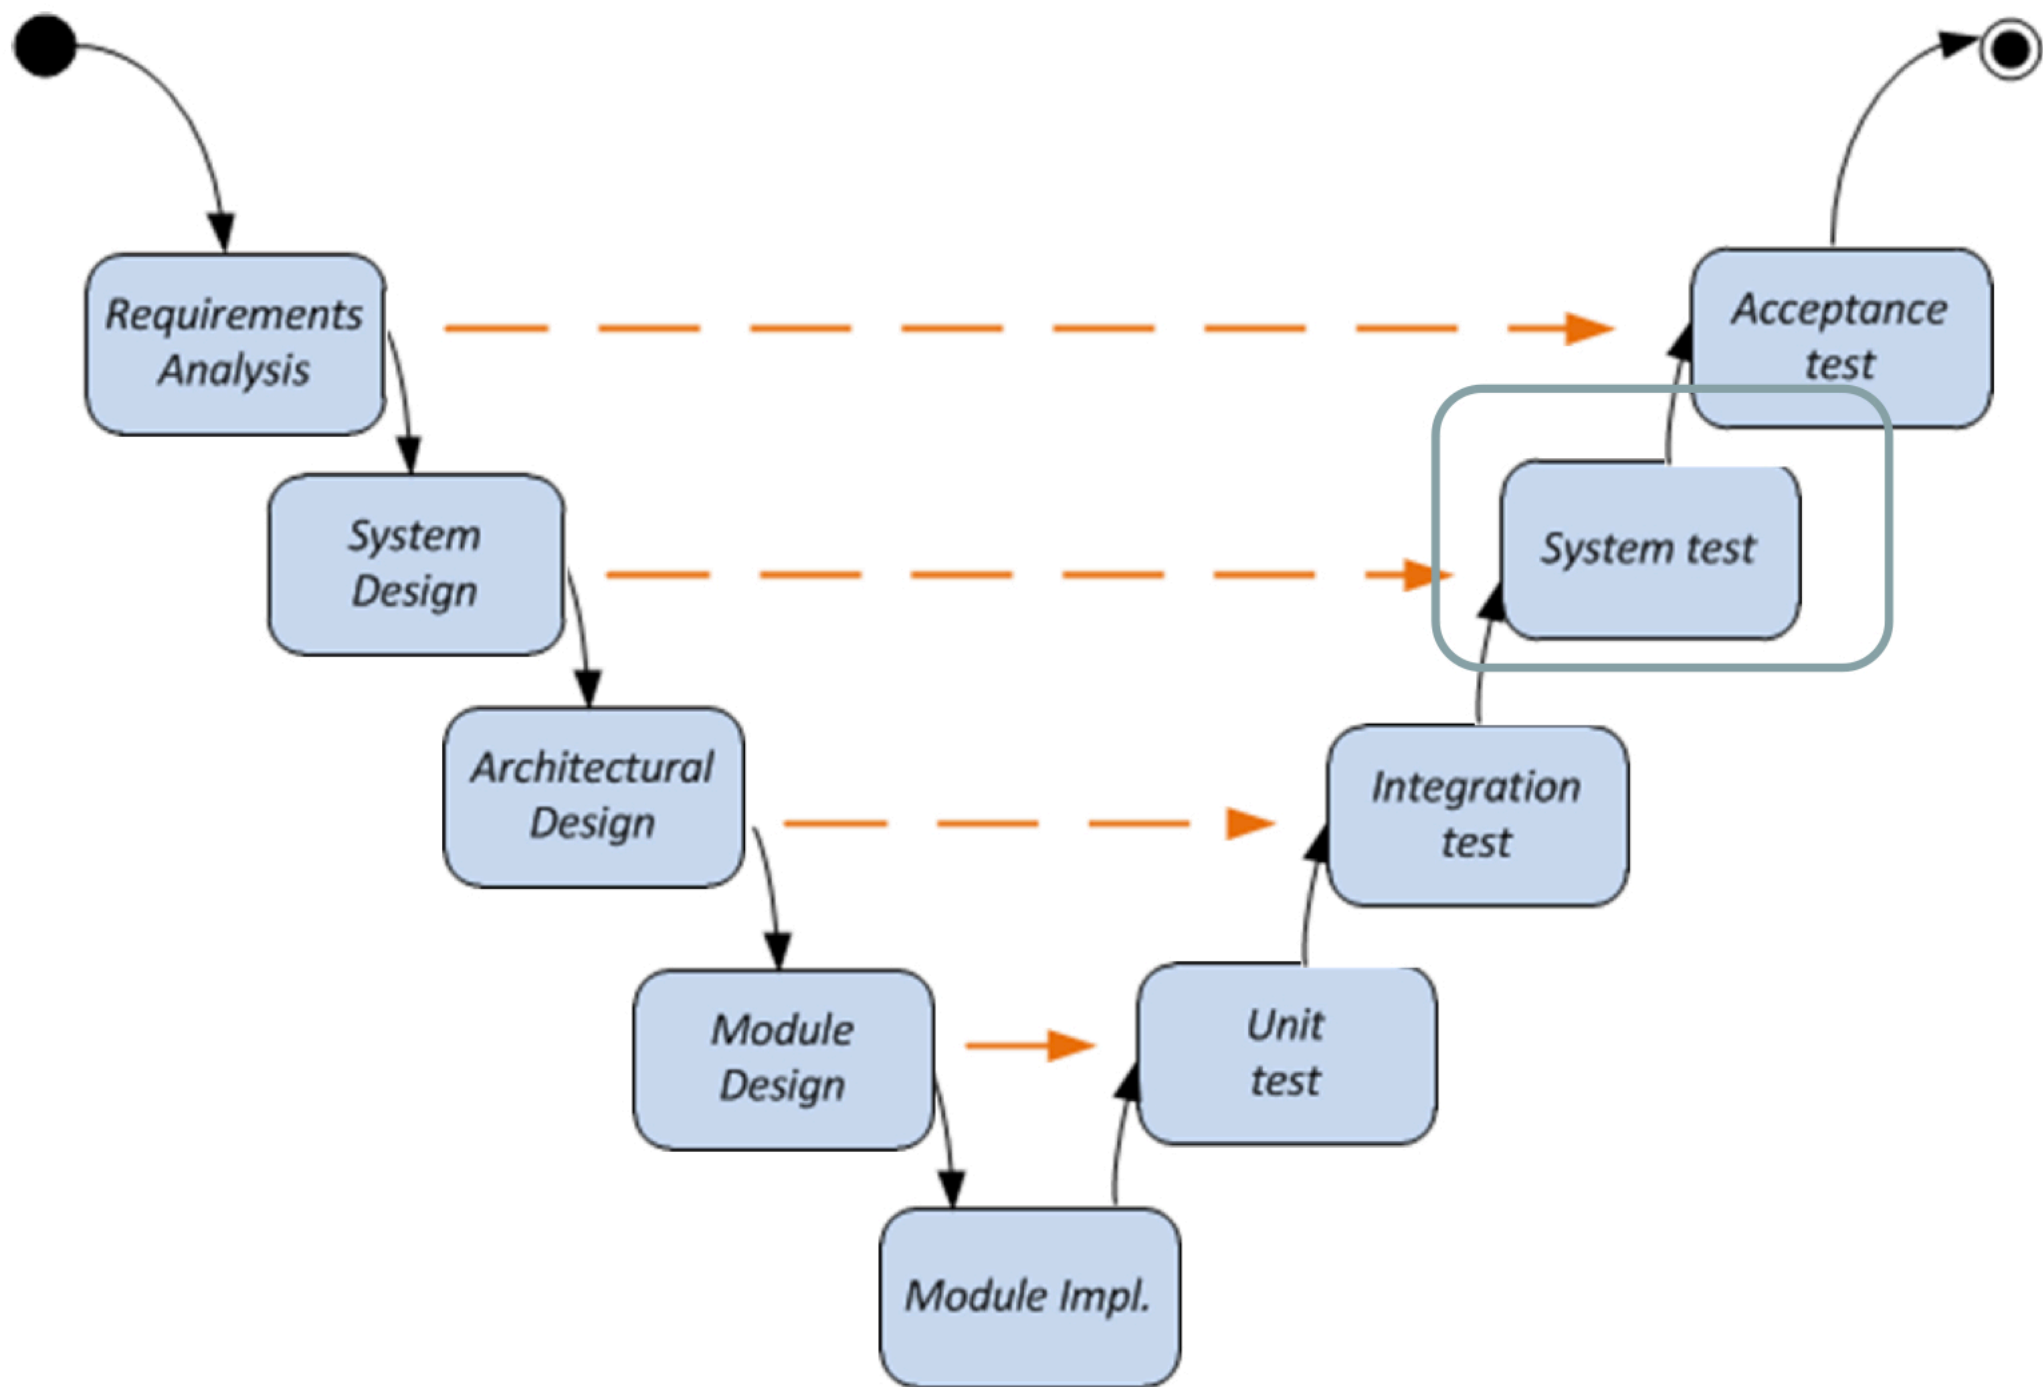 Requirements
Analysis
System
Design
Architectural
Design
Module
Design
Module Impl.
Unit
test
Integration
test
System test
Acceptance
test